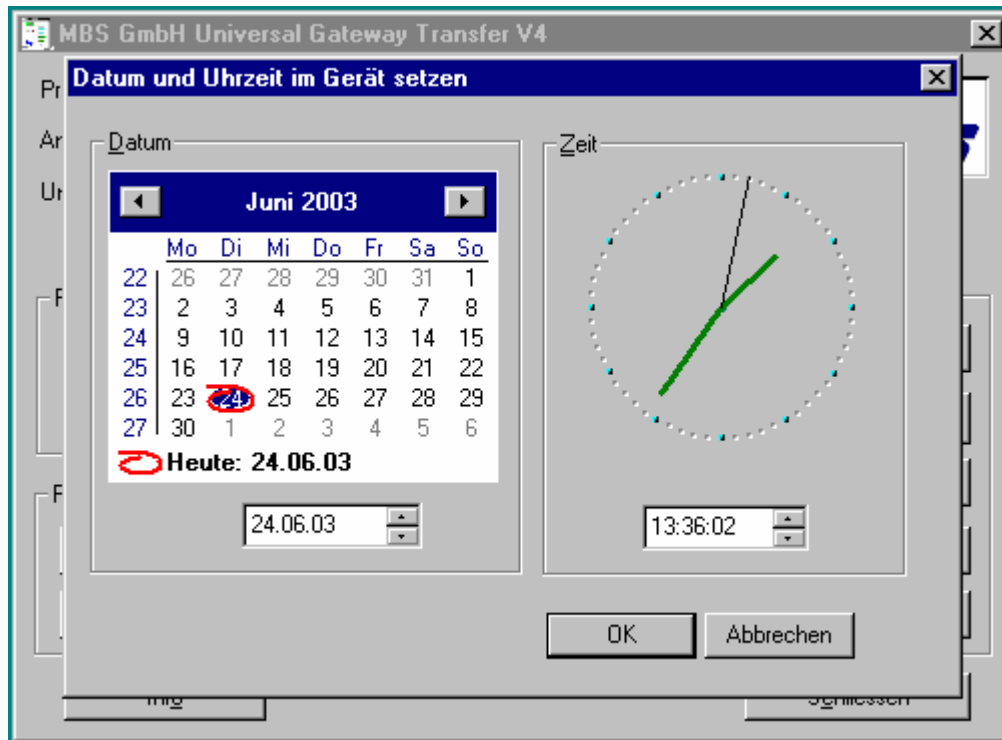 MBS GmbH Universal Gateway Transfer V4
Datum und Uhrzeit im Gerät setzen
Pr
Ar
Ur
Datum
Juni 2003
Mo Di Mi Do Fr Sa So
22 26 27 28 29 30 31 1
23 2 3 4 5 6 7 8
24 9 10 11 12 13 14 15
25 16 17 18 19 20 21 22
26 23 24 25 26 27 28 29
27 30 1 2 3 4 5 6
Heute: 24.06.03
24.06.03
Zeit
13:36:02
OK
Abbrechen
F
F
Schliessen